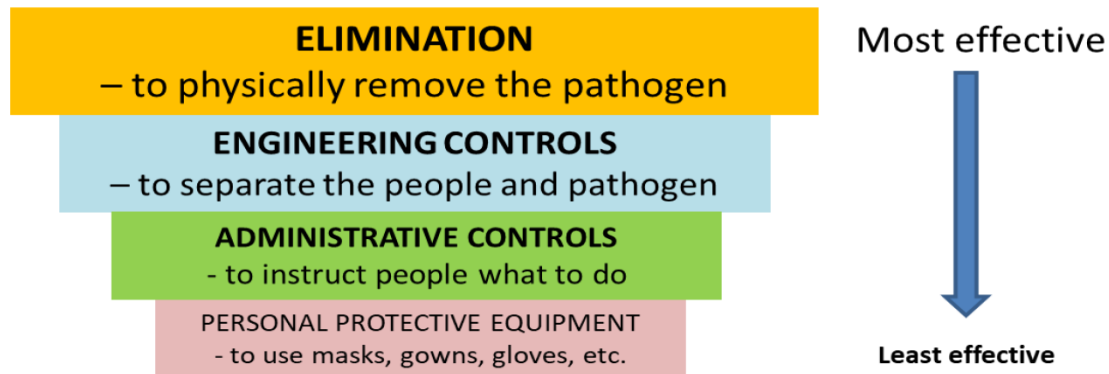 ELIMINATION
– to physically remove the pathogen
ENGINEERING CONTROLS
– to separate the people and pathogen
ADMINISTRATIVE CONTROLS
- to instruct people what to do
PERSONAL PROTECTIVE EQUIPMENT
- to use masks, gowns, gloves, etc.
Most effective
Least effective